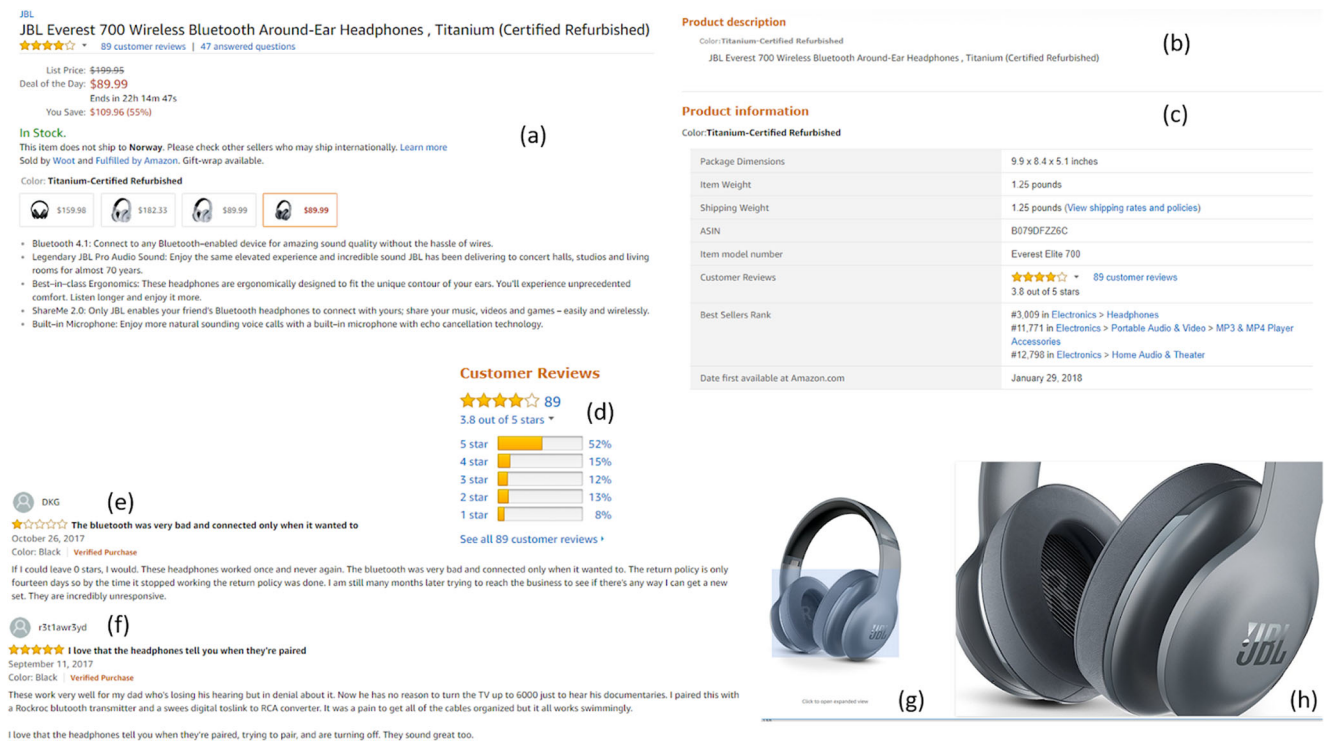 JBL
JBL Everest 700 Wireless Bluetooth Around-Ear Headphones , Titanium (Certified Refurbished)
89 customer reviews | 47 answered questions
List Price: $199.95
Deal of the Day: $89.99
Ends in 22h 14m 47s
You Save: $109.96 (55%)
In Stock.
(a)
This item does not ship to Norway. Please check other sellers who may ship internationally. Learn more
Sold by Woot and Fulfilled by Amazon. Gift-wrap available.
Color: Titanium-Certified Refurbished
$159.98 $182.33 $89.99 $89.99
• Bluetooth 4.1: Connect to any Bluetooth–enabled device for amazing sound quality without the hassle of wires.
• Legendary JBL Pro Audio Sound: Enjoy the same elevated experience and incredible sound JBL has been delivering to concert halls, studios and living
rooms for almost 70 years.
• Best–in–class Ergonomics: These headphones are ergonomically designed to fit the unique contour of your ears. You'll experience unprecedented
comfort. Listen longer and enjoy it more.
• ShareMe 2.0: Only JBL enables your friend's Bluetooth headphones to connect with yours; share your music, videos and games – easily and wirelessly.
• Built–in Microphone: Enjoy more natural sounding voice calls with a built–in microphone with echo cancellation technology.
Product description
(b)
Color:Titanium-Certified Refurbished
JBL Everest 700 Wireless Bluetooth Around-Ear Headphones , Titanium (Certified Refurbished)
Product information
(c)
Color:Titanium-Certified Refurbished
Package Dimensions 9.9 x 8.4 x 5.1 inches
Item Weight 1.25 pounds
Shipping Weight 1.25 pounds (View shipping rates and policies)
ASIN B079DFZZ6C
Item model number Everest Elite 700
Customer Reviews 89 customer reviews
3.8 out of 5 stars
Best Sellers Rank #3,009 in Electronics > Headphones
#11,771 in Electronics > Portable Audio & Video > MP3 & MP4 Player
Accessories
#12,798 in Electronics > Home Audio & Theater
Date first available at Amazon.com January 29, 2018
Customer Reviews
89
3.8 out of 5 stars
(d)
5 star 52%
4 star 15%
3 star 12%
2 star 13%
1 star 8%
See all 89 customer reviews
DKG
(e)
The bluetooth was very bad and connected only when it wanted to
October 26, 2017
Color: Black | Verified Purchase
If I could leave 0 stars, I would. These headphones worked once and never again. The bluetooth was very bad and connected only when it wanted to. The return policy is only
fourteen days so by the time it stopped working the return policy was done. I am still many months later trying to reach the business to see if there's any way I can get a new
set. They are incredibly unresponsive.
r3t1awr3yd
(f)
I love that the headphones tell you when they're paired
September 11, 2017
Color: Black | Verified Purchase
These work very well for my dad who's losing his hearing but in denial about it. Now he has no reason to turn the TV up to 6000 just to hear his documentaries. I paired this with
a Rockroc blutooth transmitter and a swees digital toslink to RCA converter. It was a pain to get all of the cables organized but it all works swimmingly.
I love that the headphones tell you when they're paired, trying to pair, and are turning off. They sound great too.
JBL
Click to open expanded view
(g)
JBL
(h)